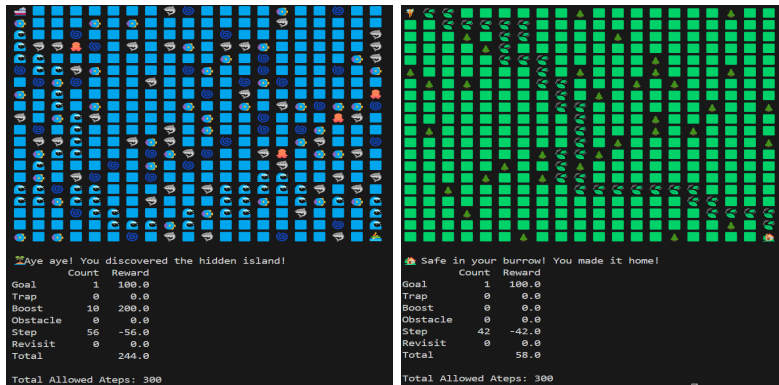 Aye aye! You discovered the hidden island!
Count Reward
Goal 1 100.0
Trap 0 0.0
Boost 10 200.0
Obstacle 0 0.0
Step 56 -56.0
Revisit 0 0.0
Total 244.0
Total Allowed Ateps: 300
Safe in your burrow! You made it home!
Count Reward
Goal 1 100.0
Trap 0 0.0
Boost 0 0.0
Obstacle 0 0.0
Step 42 -42.0
Revisit 0 0.0
Total 58.0
Total Allowed Ateps: 300